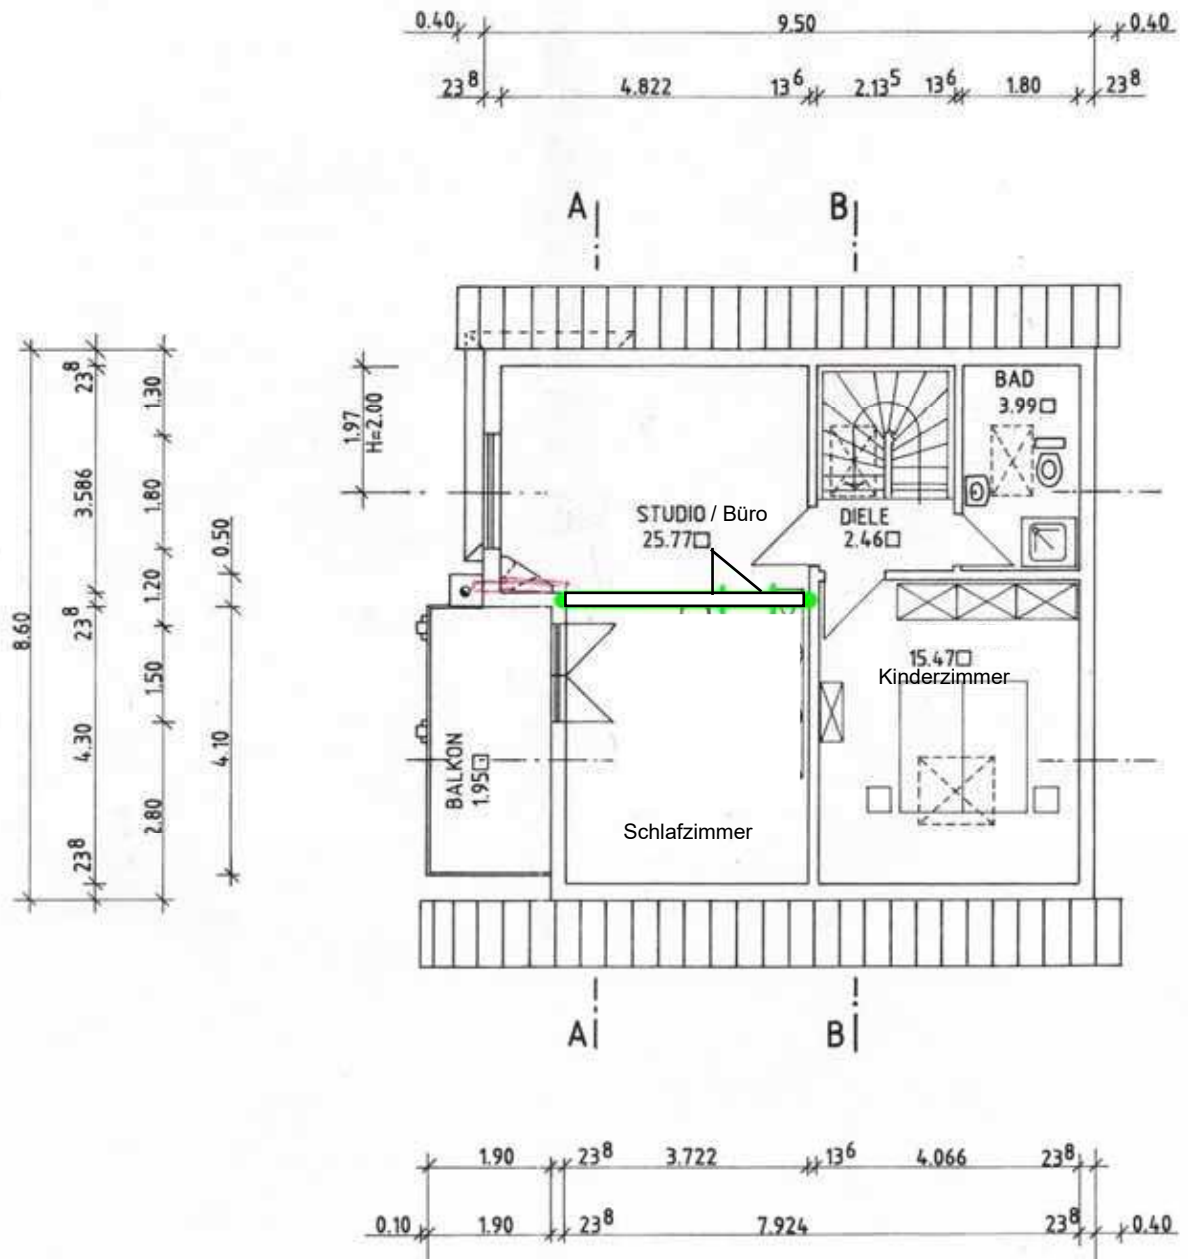 0.40 9.50 0.40
23⁸ 4.822 13⁶ 2.13⁵ 13⁶ 1.80 23⁸
A B
23⁸ 1.30 1.97 H=2.00
BAD
3.99□
8.60 3.586 1.80 0.50
STUDIO / Büro
25.77□
DIELE
2.46□
23⁸ 1.20
15.47□
Kinderzimmer
4.30 1.50 4.10
BALKON
1.95□
2.80
Schlafzimmer
23⁸
A B
1.90 23⁸ 3.722 13⁶ 4.066 23⁸
0.10 1.90 23⁸ 7.924 23⁸ 0.40